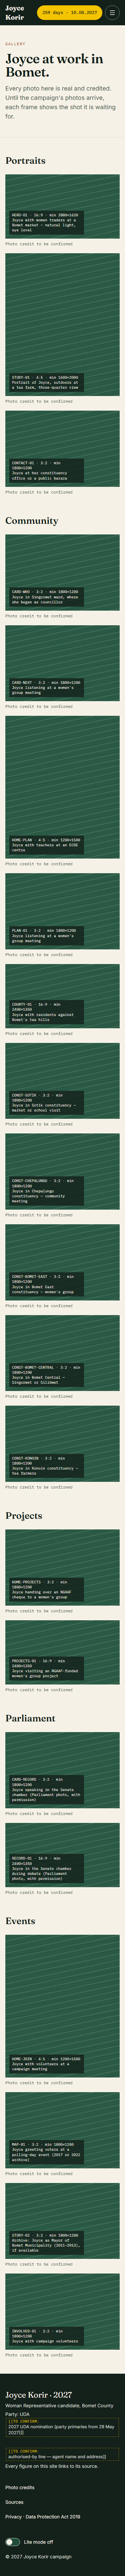 Joyce
Korir
259 days · 10.08.2027
GALLERY
Joyce at work in
Bomet.
Every photo here is real and credited.
Until the campaign's photos arrive,
each frame shows the shot it is waiting
for.
Portraits
HERO-01 · 16:9 · min 2880×1620
Joyce with women traders at a
Bomet market — natural light,
eye level
Photo credit to be confirmed
STORY-01 · 4:5 · min 1600×2000
Portrait of Joyce, outdoors at
a tea farm, three-quarter view
Photo credit to be confirmed
CONTACT-01 · 3:2 · min
1800×1200
Joyce at her constituency
office or a public baraza
Photo credit to be confirmed
Community
CARD-WHO · 3:2 · min 1800×1200
Joyce in Singorwet ward, where
she began as councillor
Photo credit to be confirmed
CARD-NEXT · 3:2 · min 1800×1200
Joyce listening at a women's
group meeting
Photo credit to be confirmed
HOME-PLAN · 4:5 · min 1200×1500
Joyce with teachers at an ECDE
centre
Photo credit to be confirmed
PLAN-01 · 3:2 · min 1800×1200
Joyce listening at a women's
group meeting
Photo credit to be confirmed
COUNTY-01 · 16:9 · min
2400×1350
Joyce with residents against
Bomet's tea hills
Photo credit to be confirmed
CONST-SOTIK · 3:2 · min
1800×1200
Joyce in Sotik constituency —
market or school visit
Photo credit to be confirmed
CONST-CHEPALUNGU · 3:2 · min
1800×1200
Joyce in Chepalungu
constituency — community
meeting
Photo credit to be confirmed
CONST-BOMET-EAST · 3:2 · min
1800×1200
Joyce in Bomet East
constituency — women's group
Photo credit to be confirmed
CONST-BOMET-CENTRAL · 3:2 · min
1800×1200
Joyce in Bomet Central —
Singorwet or Silibwet
Photo credit to be confirmed
CONST-KONOIN · 3:2 · min
1800×1200
Joyce in Konoin constituency —
tea farmers
Photo credit to be confirmed
Projects
HOME-PROJECTS · 3:2 · min
1800×1200
Joyce handing over an NGAAF
cheque to a women's group
Photo credit to be confirmed
PROJECTS-01 · 16:9 · min
2400×1350
Joyce visiting an NGAAF-funded
women's group project
Photo credit to be confirmed
Parliament
CARD-RECORD · 3:2 · min
1800×1200
Joyce speaking in the Senate
chamber (Parliament photo, with
permission)
Photo credit to be confirmed
RECORD-01 · 16:9 · min
2400×1350
Joyce in the Senate chamber
during debate (Parliament
photo, with permission)
Photo credit to be confirmed
Events
HOME-JOIN · 4:5 · min 1200×1500
Joyce with volunteers at a
campaign meeting
Photo credit to be confirmed
MAP-01 · 3:2 · min 1800×1200
Joyce greeting voters at a
polling-day event (2017 or 2022
archive)
Photo credit to be confirmed
STORY-02 · 3:2 · min 1800×1200
Archive: Joyce as Mayor of
Bomet Municipality (2011–2013),
if available
Photo credit to be confirmed
INVOLVED-01 · 3:2 · min
1800×1200
Joyce with campaign volunteers
Photo credit to be confirmed
Joyce Korir · 2027
Woman Representative candidate, Bomet County
Party: UDA
[[TO CONFIRM:
2027 UDA nomination (party primaries from 28 May
2027)]]
[[TO CONFIRM:
authorised-by line — agent name and address]]
Every figure on this site links to its source.
Photo credits
Sources
Privacy · Data Protection Act 2019
Lite mode off
© 2027 Joyce Korir campaign